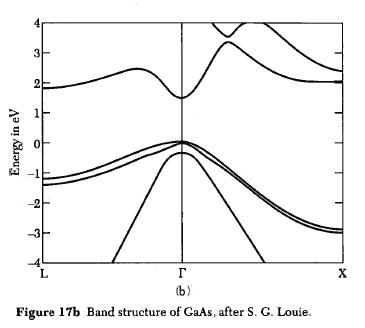 4
3
2
1
0
-1
-2
-3
-4
Energy in eV
L Γ X
(b)
Figure 17b Band structure of GaAs, after S. G. Louie.